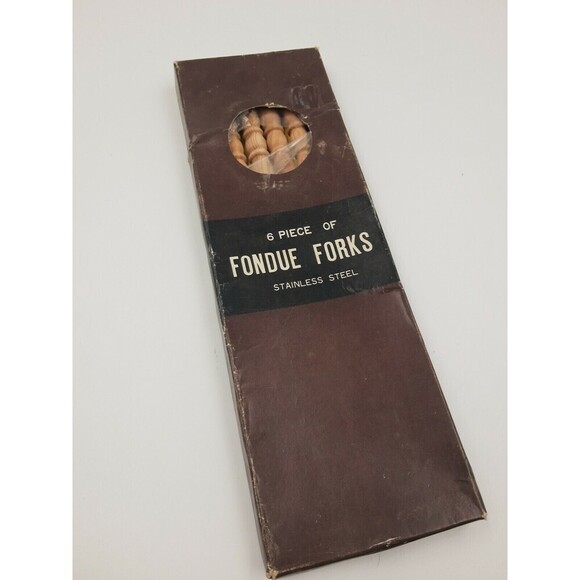 6 PIECE OF
FONDUE FORKS
STAINLESS STEEL